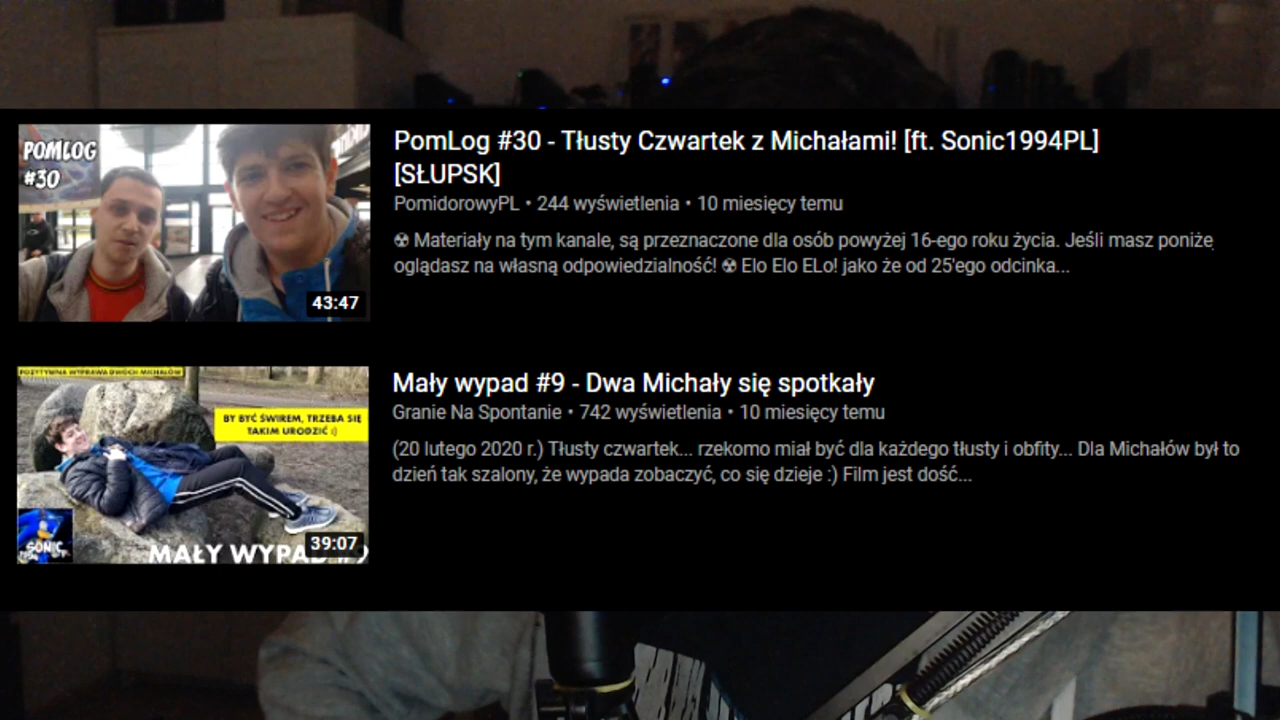 POMLOG
#30
43:47
PomLog #30 - Tłusty Czwartek z Michałami! [ft. Sonic1994PL]
[SŁUPSK]
PomidorowyPL • 244 wyświetlenia • 10 miesięcy temu
☢ Materiały na tym kanale, są przeznaczone dla osób powyżej 16-ego roku życia. Jeśli masz poniżę
oglądasz na własną odpowiedzialność! ☢ Elo Elo ELo! jako że od 25'ego odcinka...
POZYTYWNA WYPRAWA DWÓCH MICHAŁÓW
BY BYĆ ŚWIREM, TRZEBA SIĘ
TAKIM URODZIĆ :)
SONIC
MAŁY WYPAD #9
39:07
Mały wypad #9 - Dwa Michały się spotkały
Granie Na Spontanie • 742 wyświetlenia • 10 miesięcy temu
(20 lutego 2020 r.) Tłusty czwartek... rzekomo miał być dla każdego tłusty i obfity... Dla Michałów był to
dzień tak szalony, że wypada zobaczyć, co się dzieje :) Film jest dość...